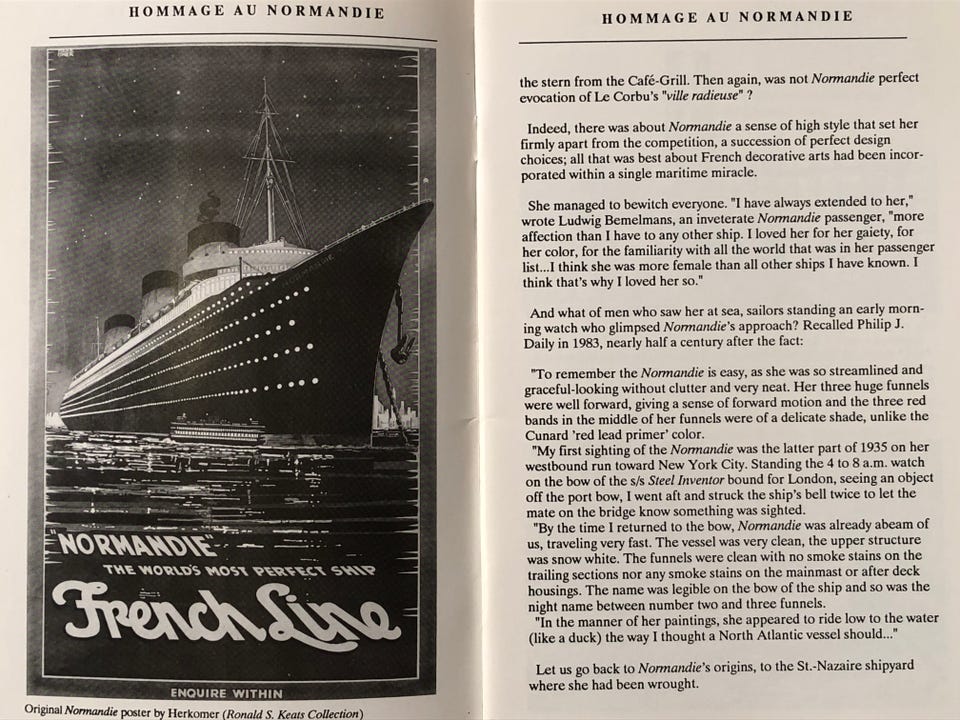 HOMMAGE AU NORMANDIE
NORMANDIE
"NORMANDIE"
THE WORLD'S MOST PERFECT SHIP
French Line
ENQUIRE WITHIN
Original Normandie poster by Herkomer (Ronald S. Keats Collection)
HOMMAGE AU NORMANDIE
the stern from the Café-Grill. Then again, was not Normandie perfect
evocation of Le Corbu's "ville radieuse" ?
Indeed, there was about Normandie a sense of high style that set her
firmly apart from the competition, a succession of perfect design
choices; all that was best about French decorative arts had been incor-
porated within a single maritime miracle.
She managed to bewitch everyone. "I have always extended to her,"
wrote Ludwig Bemelmans, an inveterate Normandie passenger, "more
affection than I have to any other ship. I loved her for her gaiety, for
her color, for the familiarity with all the world that was in her passenger
list...I think she was more female than all other ships I have known. I
think that's why I loved her so."
And what of men who saw her at sea, sailors standing an early morn-
ing watch who glimpsed Normandie's approach? Recalled Philip J.
Daily in 1983, nearly half a century after the fact:
"To remember the Normandie is easy, as she was so streamlined and
graceful-looking without clutter and very neat. Her three huge funnels
were well forward, giving a sense of forward motion and the three red
bands in the middle of her funnels were of a delicate shade, unlike the
Cunard 'red lead primer' color.
"My first sighting of the Normandie was the latter part of 1935 on her
westbound run toward New York City. Standing the 4 to 8 a.m. watch
on the bow of the s/s Steel Inventor bound for London, seeing an object
off the port bow, I went aft and struck the ship's bell twice to let the
mate on the bridge know something was sighted.
"By the time I returned to the bow, Normandie was already abeam of
us, traveling very fast. The vessel was very clean, the upper structure
was snow white. The funnels were clean with no smoke stains on the
trailing sections nor any smoke stains on the mainmast or after deck
housings. The name was legible on the bow of the ship and so was the
night name between number two and three funnels.
"In the manner of her paintings, she appeared to ride low to the water
(like a duck) the way I thought a North Atlantic vessel should..."
Let us go back to Normandie's origins, to the St.-Nazaire shipyard
where she had been wrought.